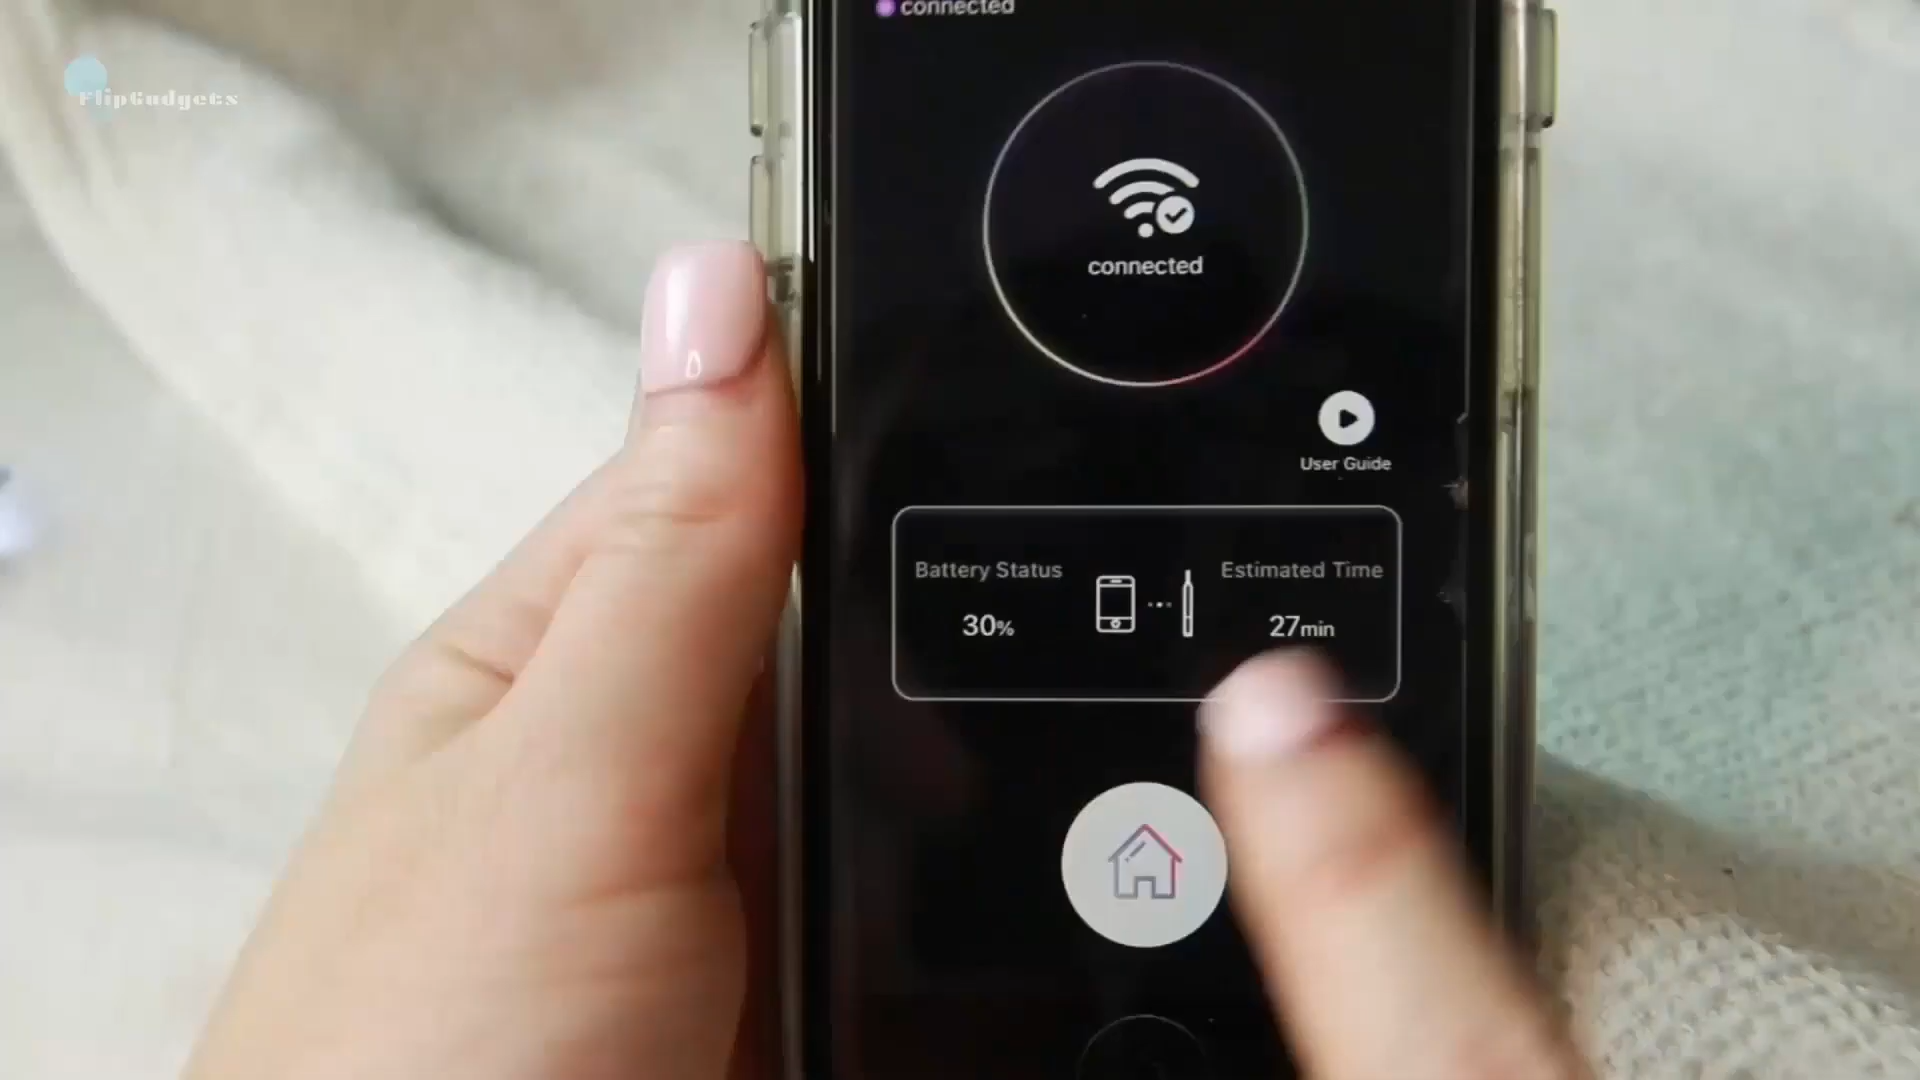 connected
FlipGadgets
connected
User Guide
Battery Status
Estimated Time
30%
27min